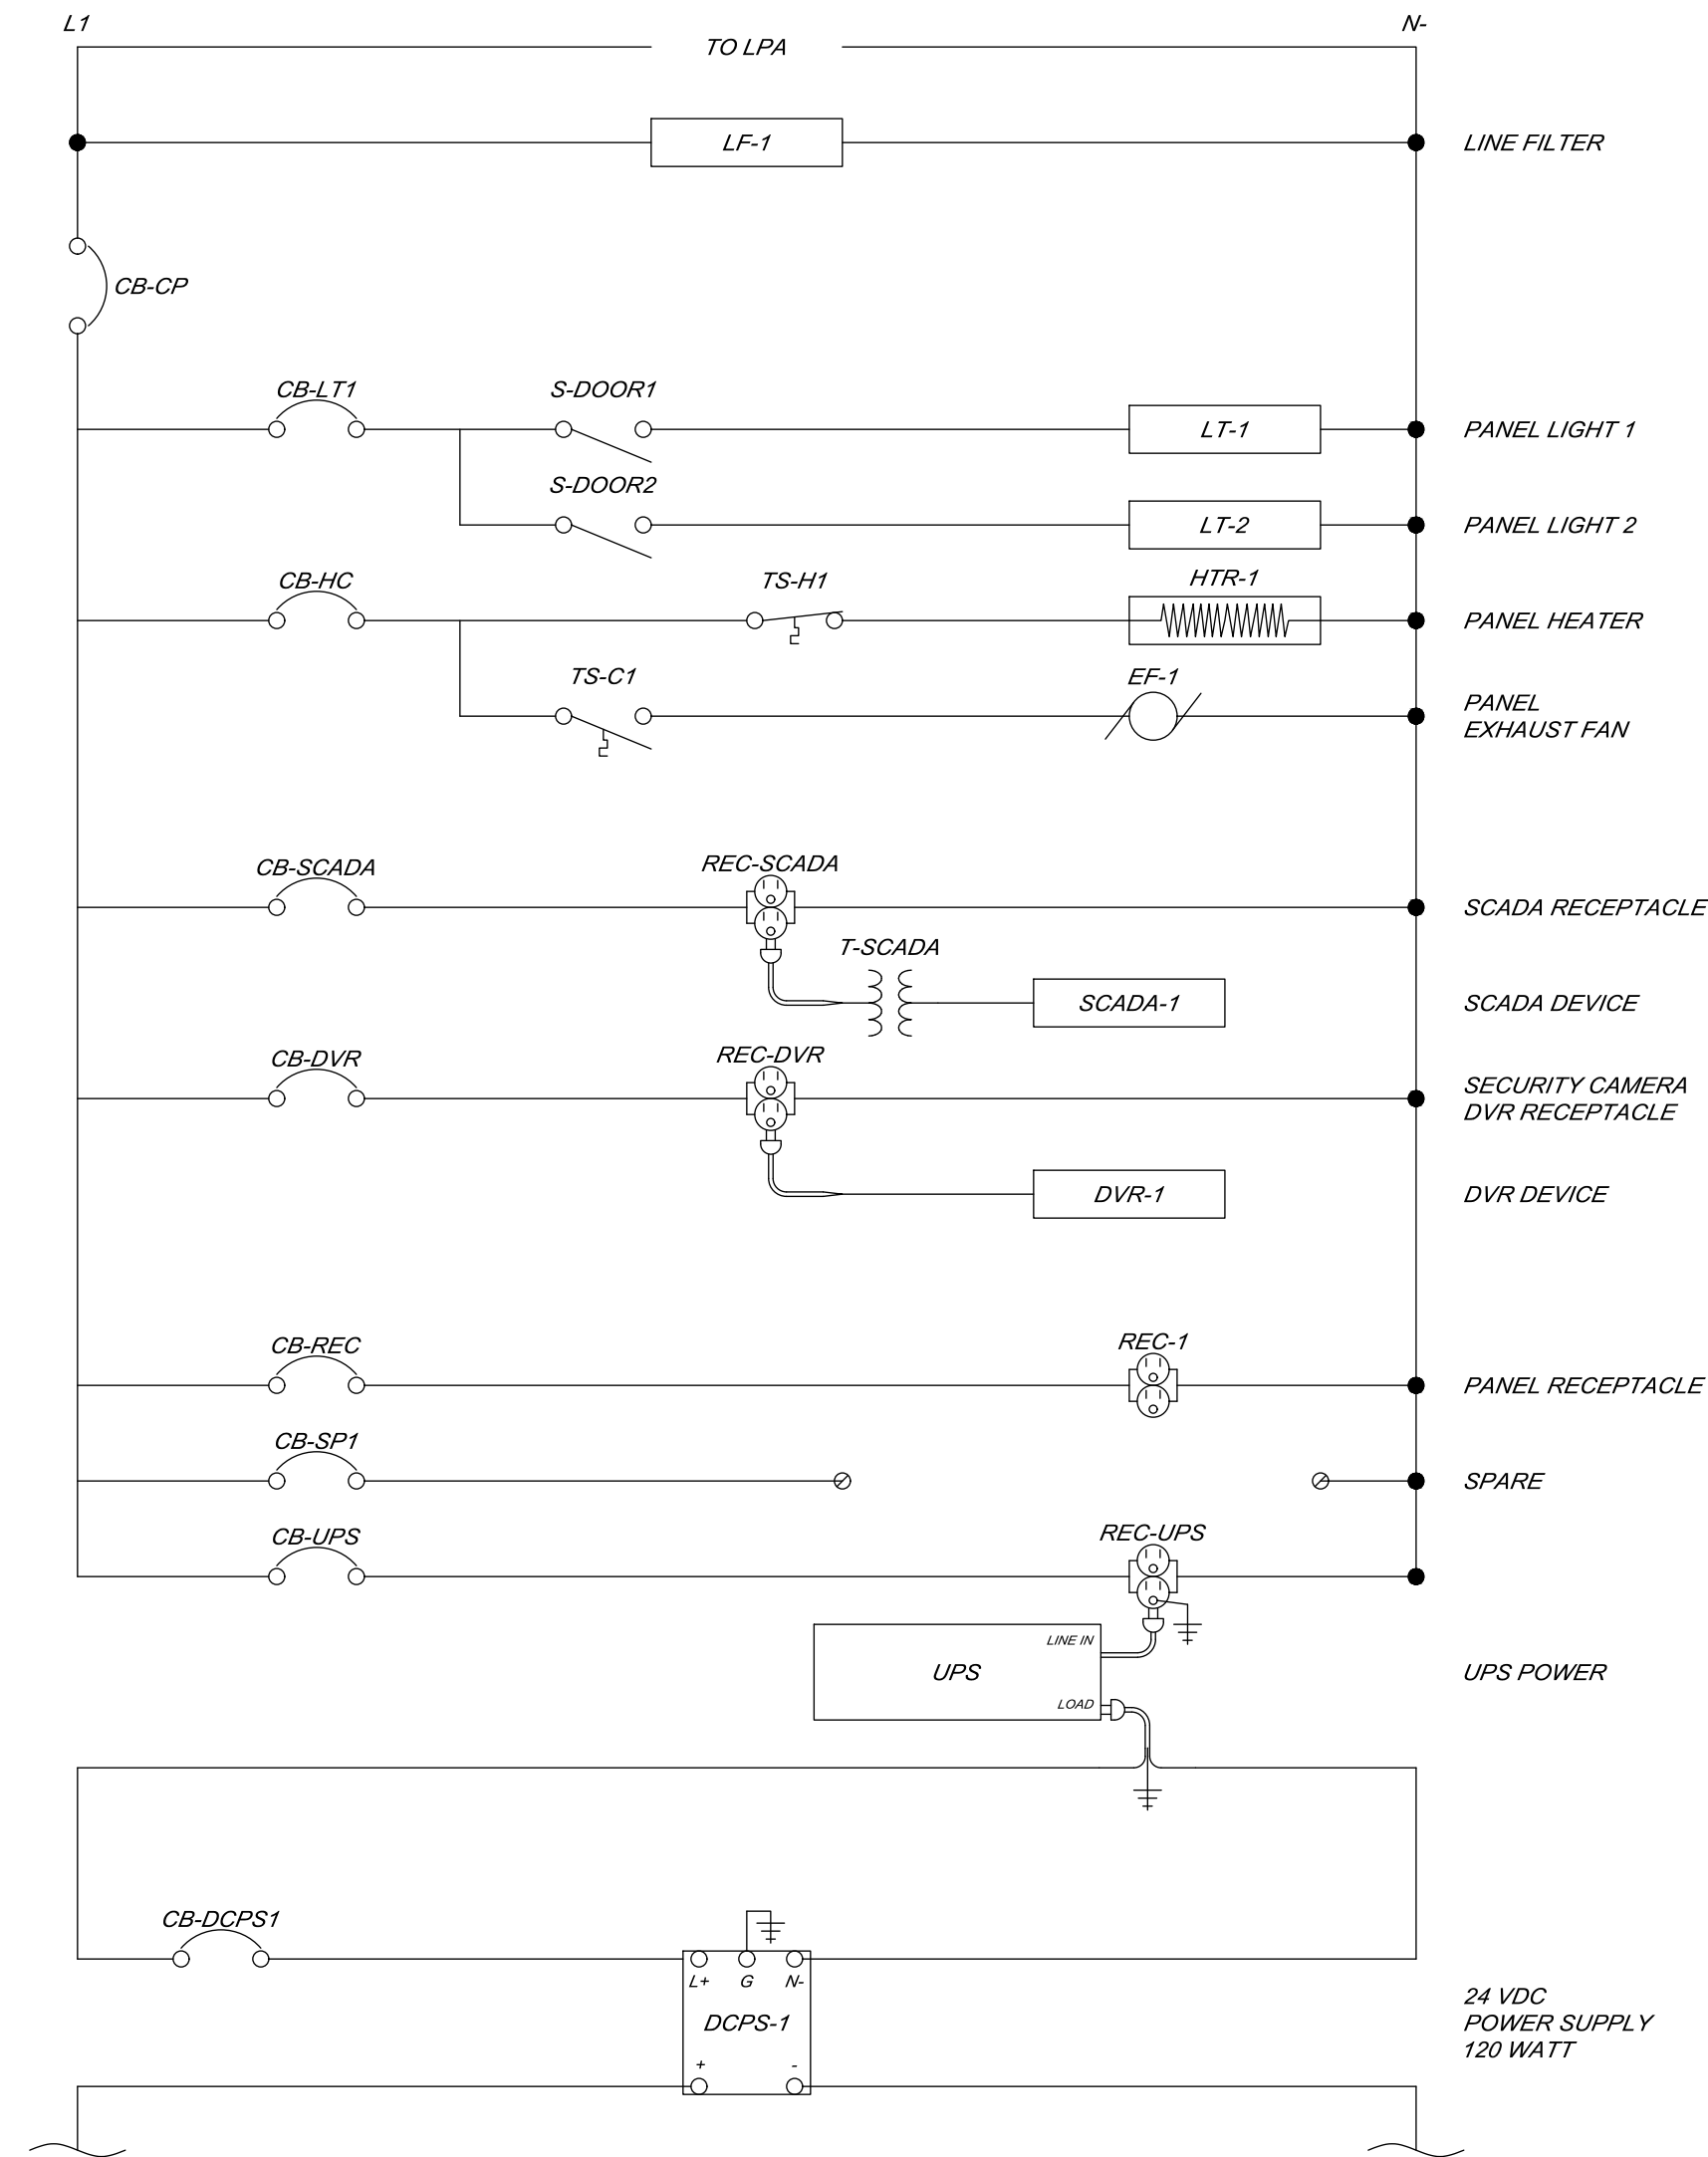 L1
N-
TO LPA
LF-1
LINE FILTER
CB-CP
CB-LT1
S-DOOR1
LT-1
PANEL LIGHT 1
S-DOOR2
LT-2
PANEL LIGHT 2
CB-HC
TS-H1
HTR-1
PANEL HEATER
TS-C1
EF-1
PANEL
EXHAUST FAN
CB-SCADA
REC-SCADA
SCADA RECEPTACLE
T-SCADA
SCADA-1
SCADA DEVICE
CB-DVR
REC-DVR
SECURITY CAMERA
DVR RECEPTACLE
DVR-1
DVR DEVICE
CB-REC
REC-1
PANEL RECEPTACLE
CB-SP1
SPARE
CB-UPS
REC-UPS
LINE IN
UPS
LOAD
UPS POWER
CB-DCPS1
L+ G N-
DCPS-1
+ -
24 VDC
POWER SUPPLY
120 WATT